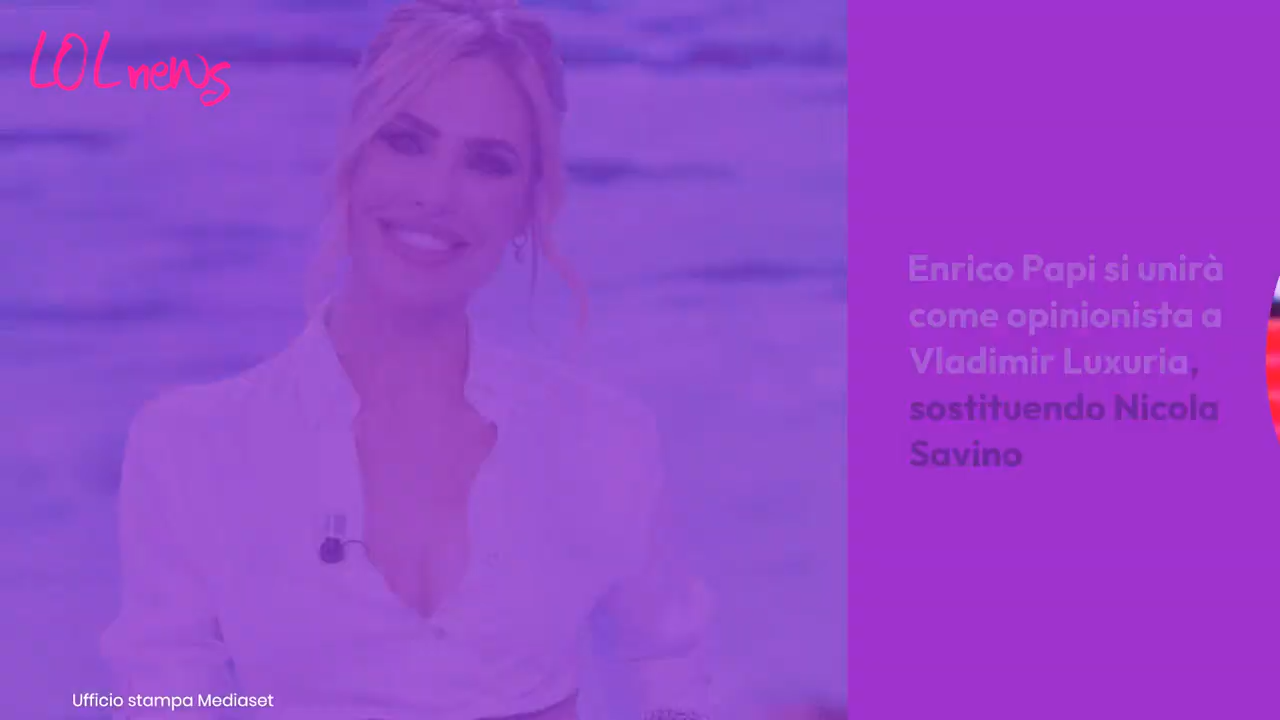 LOL news
Enrico Papi si unirà
come opinionista a
Vladimir Luxuria,
sostituendo Nicola
Savino
Ufficio stampa Mediaset